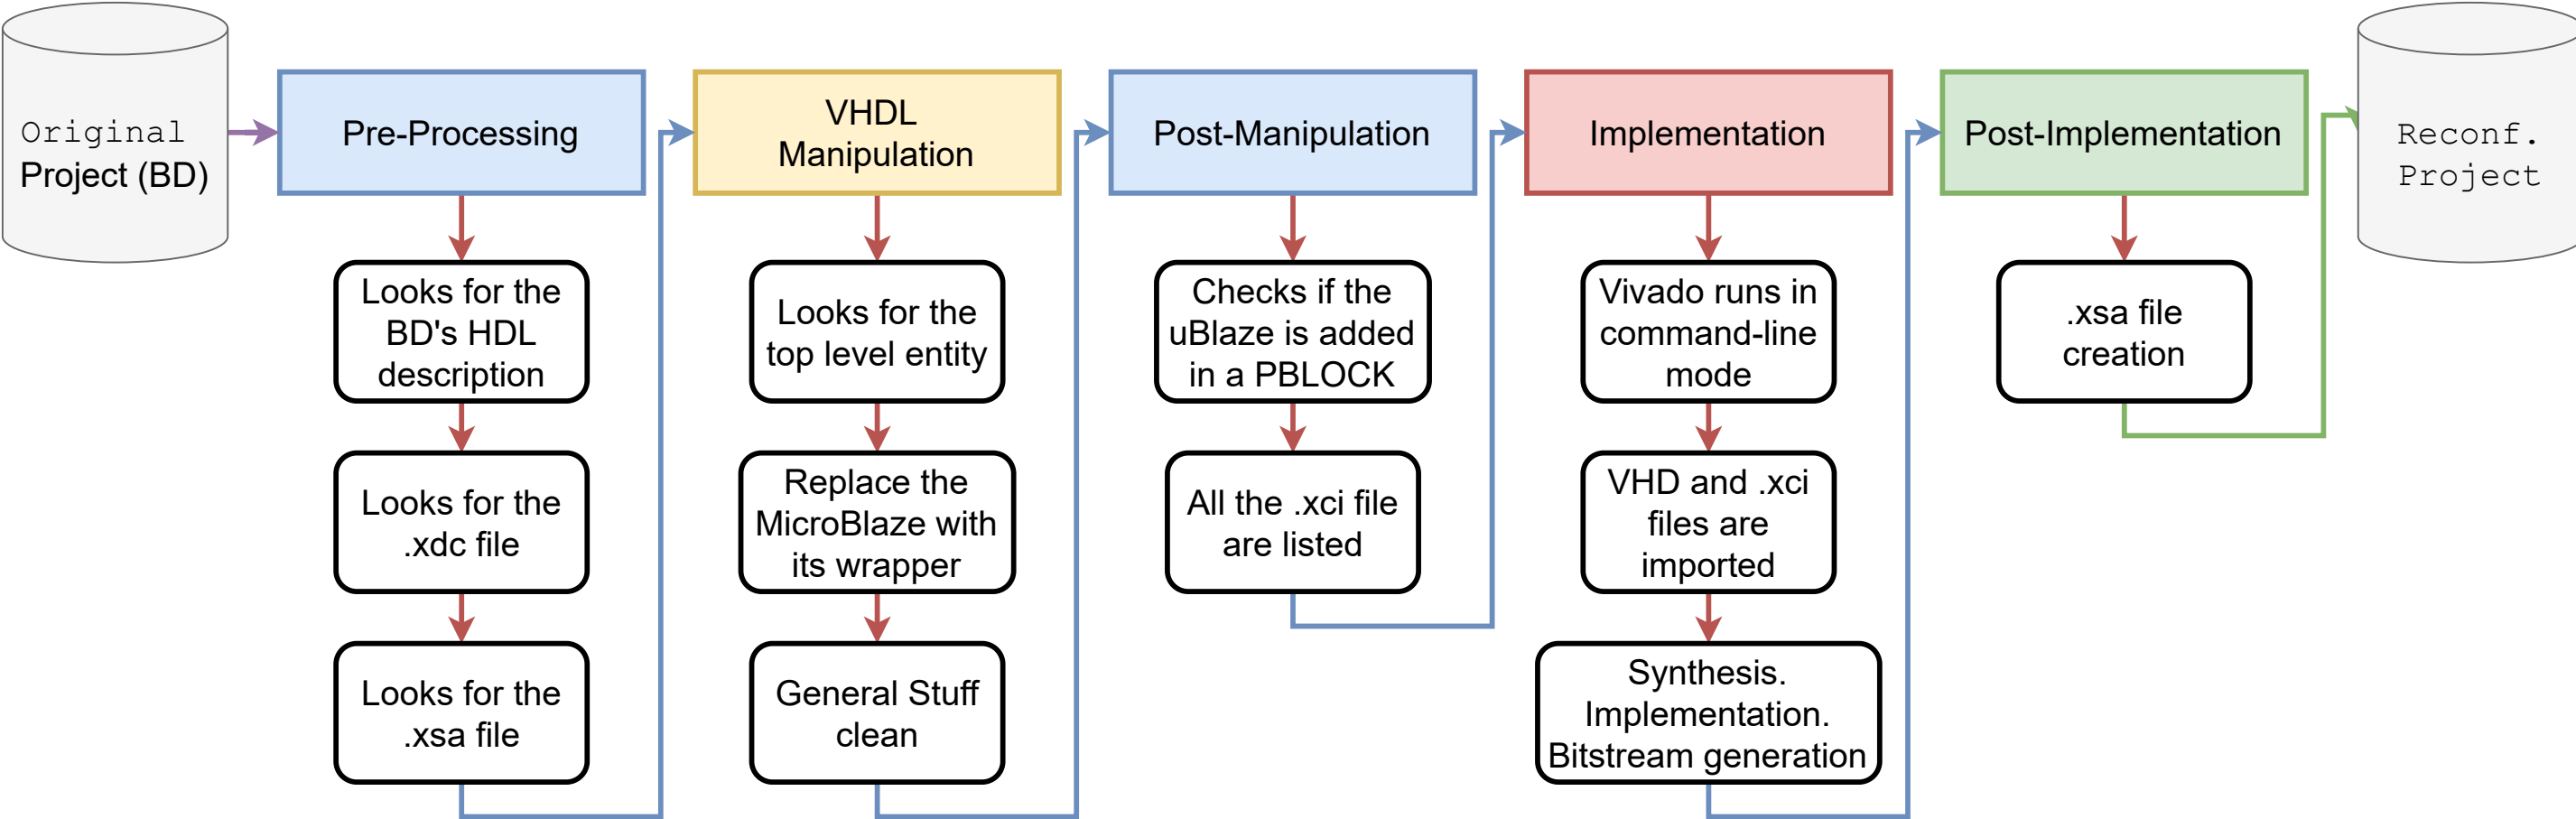 Original
Project (BD)
Pre-Processing
Looks for the
BD's HDL
description
Looks for the
.xdc file
Looks for the
.xsa file
VHDL
Manipulation
Looks for the
top level entity
Replace the
MicroBlaze with
its wrapper
General Stuff
clean
Post-Manipulation
Checks if the
uBlaze is added
in a PBLOCK
All the .xci file
are listed
Implementation
Vivado runs in
command-line
mode
VHD and .xci
files are
imported
Synthesis.
Implementation.
Bitstream generation
Post-Implementation
.xsa file
creation
Reconf.
Project